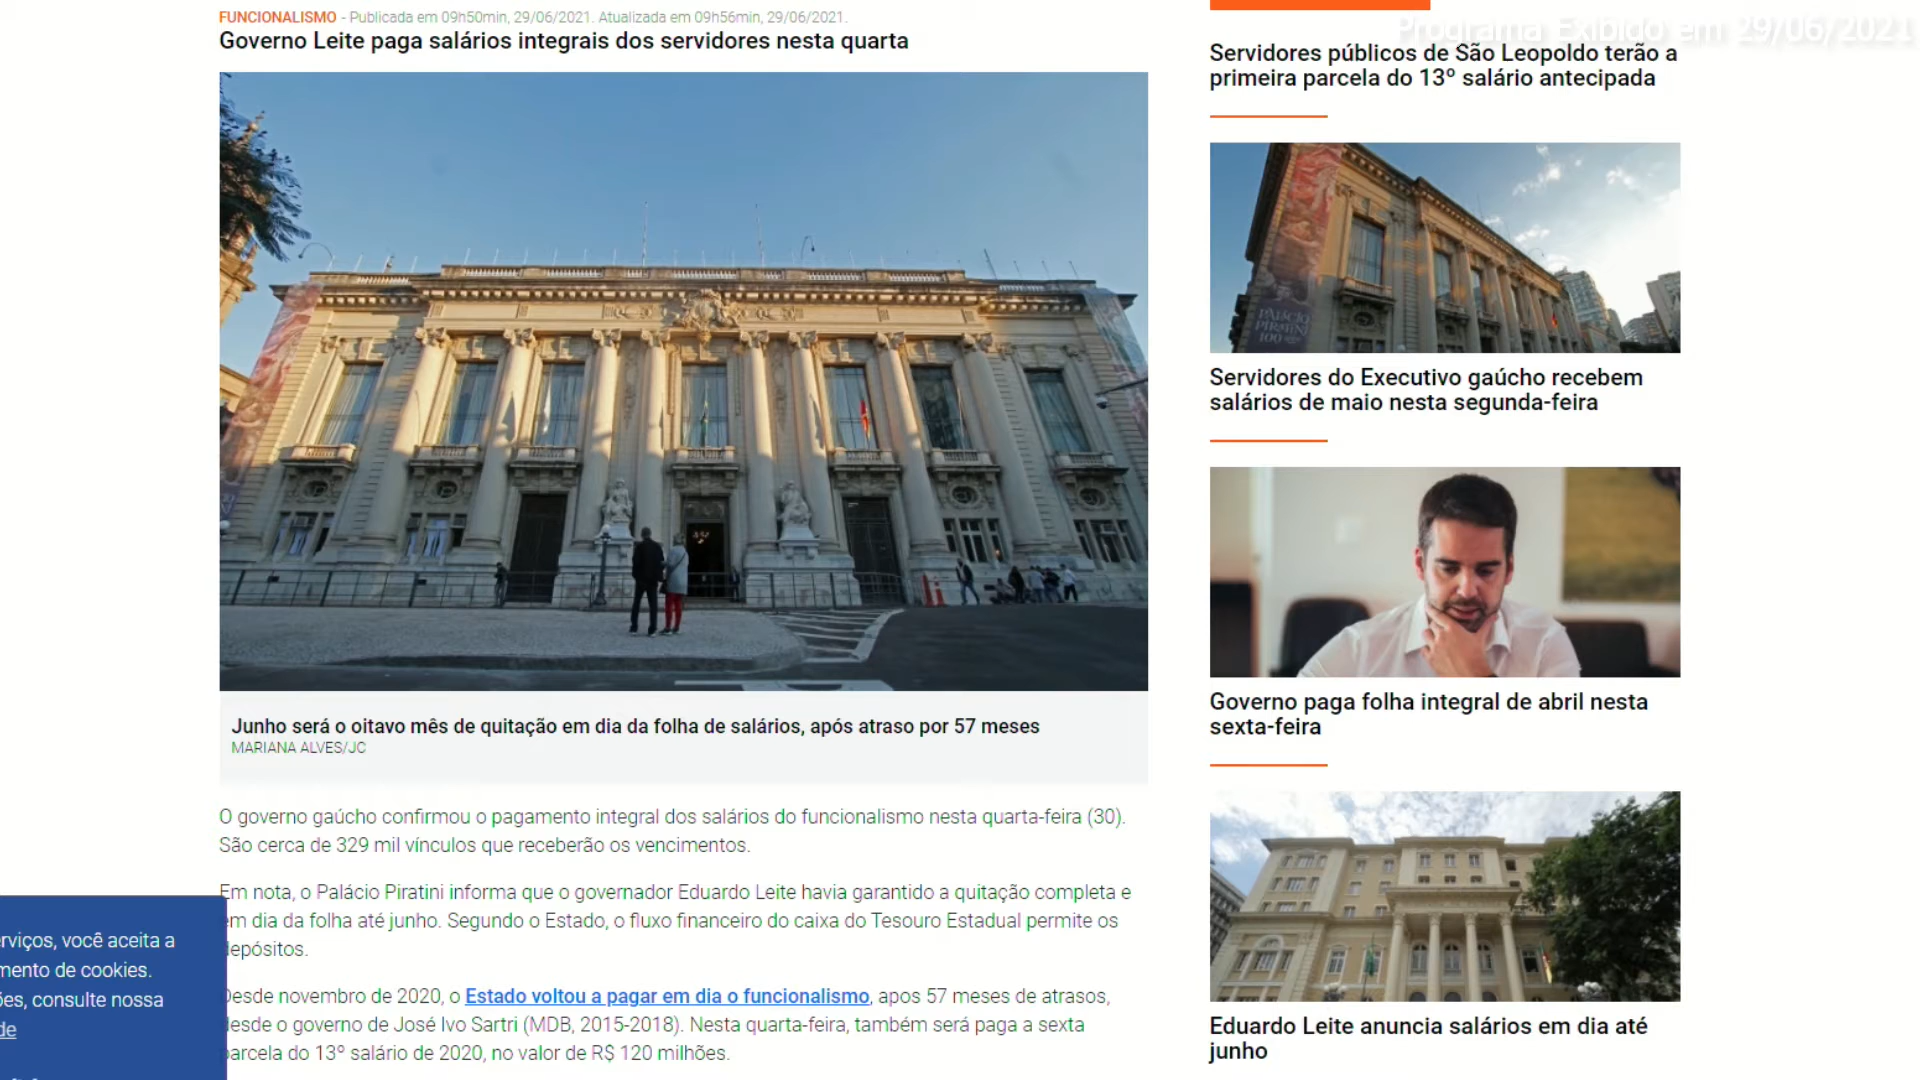 FUNCIONALISMO - Publicada em 09h50min, 29/06/2021. Atualizada em 09h56min, 29/06/2021.
Governo Leite paga salários integrais dos servidores nesta quarta
Junho será o oitavo mês de quitação em dia da folha de salários, após atraso por 57 meses
MARIANA ALVES/JC
O governo gaúcho confirmou o pagamento integral dos salários do funcionalismo nesta quarta-feira (30).
São cerca de 329 mil vínculos que receberão os vencimentos.
Em nota, o Palácio Piratini informa que o governador Eduardo Leite havia garantido a quitação completa e
em dia da folha até junho. Segundo o Estado, o fluxo financeiro do caixa do Tesouro Estadual permite os
depósitos.
Desde novembro de 2020, o Estado voltou a pagar em dia o funcionalismo, apos 57 meses de atrasos,
desde o governo de José Ivo Sartri (MDB, 2015-2018). Nesta quarta-feira, também será paga a sexta
parcela do 13º salário de 2020, no valor de R$ 120 milhões.
rviços, você aceita a
mento de cookies.
ões, consulte nossa
de
Programa Exibido em 29/06/2021
Servidores públicos de São Leopoldo terão a
primeira parcela do 13º salário antecipada
PALÁCIO
PIRATINI
100
Servidores do Executivo gaúcho recebem
salários de maio nesta segunda-feira
Governo paga folha integral de abril nesta
sexta-feira
Eduardo Leite anuncia salários em dia até
junho